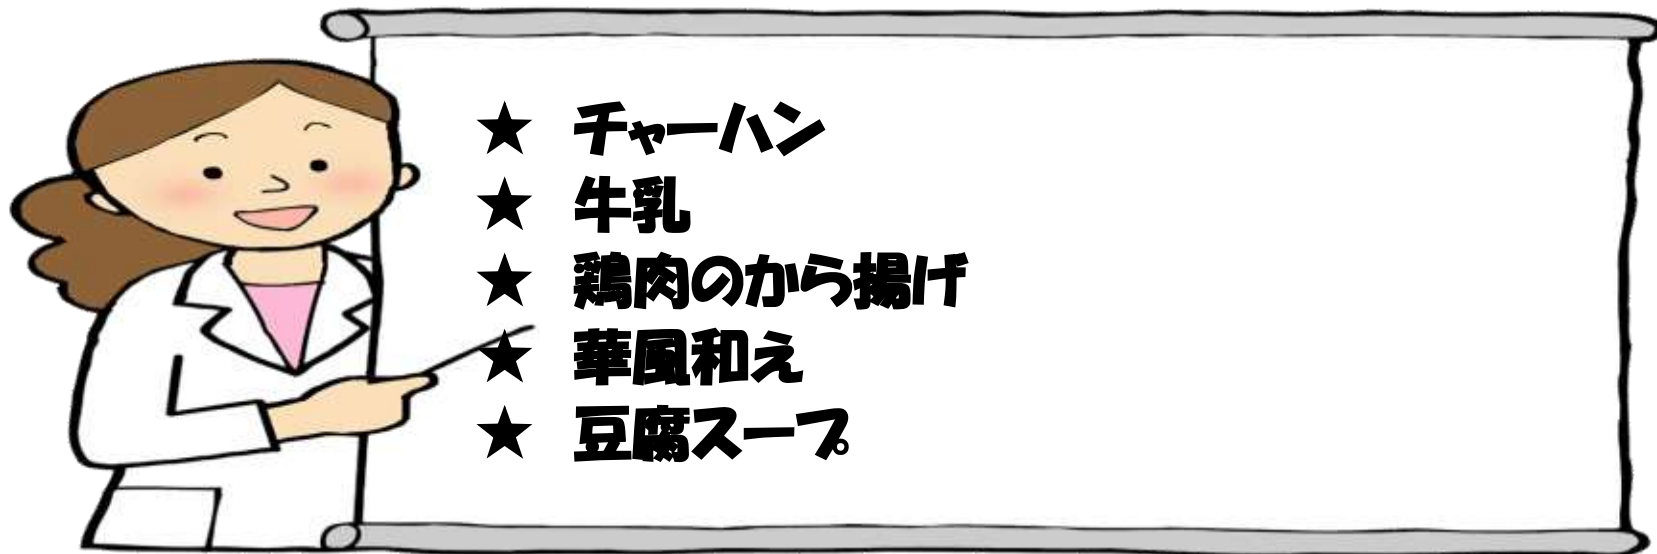 ★ チャーハン
★ 牛乳
★ 鶏肉のから揚げ
★ 華風和え
★ 豆腐スープ